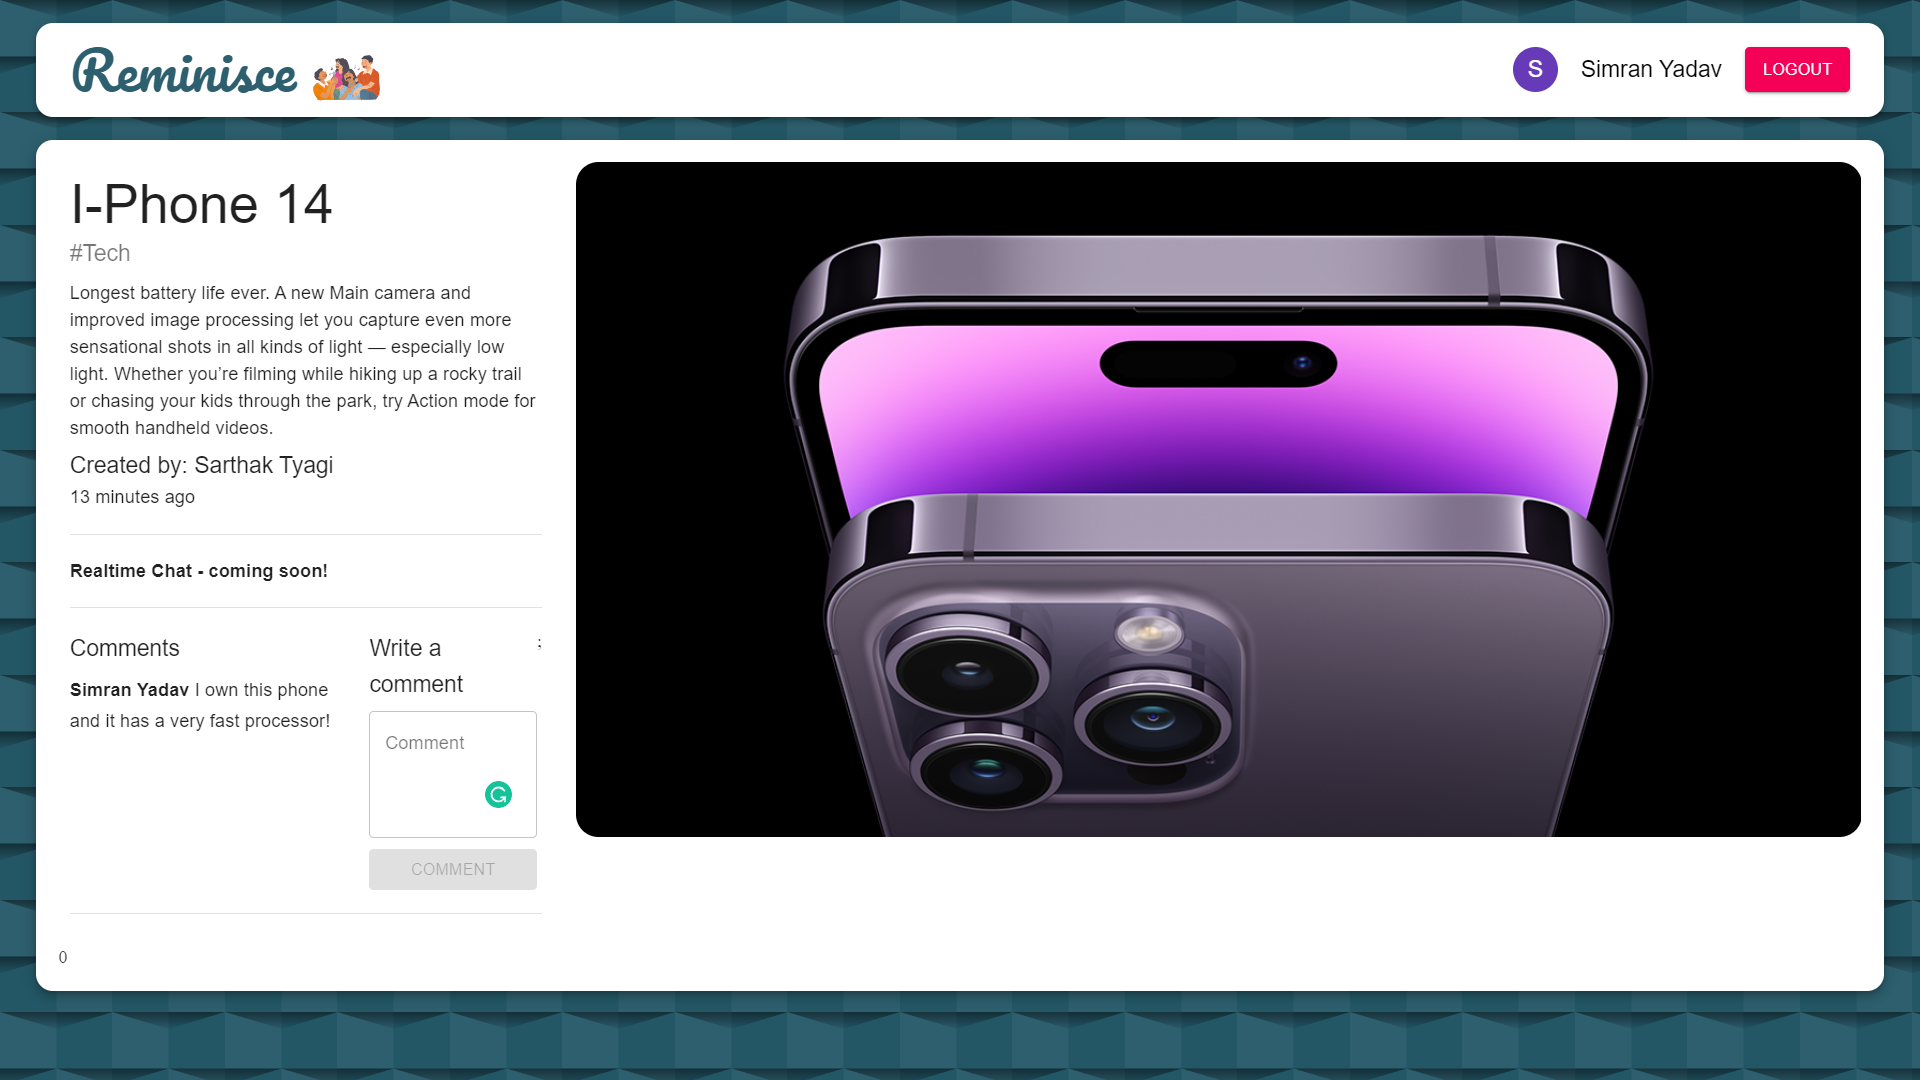 Reminisce
S
Simran Yadav
LOGOUT
I-Phone 14
#Tech
Longest battery life ever. A new Main camera and
improved image processing let you capture even more
sensational shots in all kinds of light — especially low
light. Whether you’re filming while hiking up a rocky trail
or chasing your kids through the park, try Action mode for
smooth handheld videos.
Created by: Sarthak Tyagi
13 minutes ago
Realtime Chat - coming soon!
Comments
Simran Yadav I own this phone
and it has a very fast processor!
Write a
comment
;
Comment
COMMENT
0